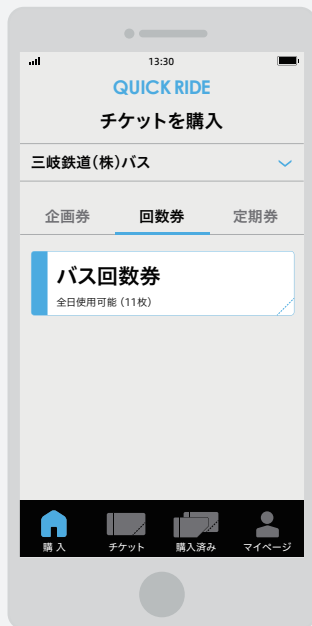 13:30
QUICK RIDE
チケットを購入
三岐鉄道(株)バス
企画券 回数券 定期券
バス回数券
全日使用可能（11枚）
購入 チケット 購入済み マイページ